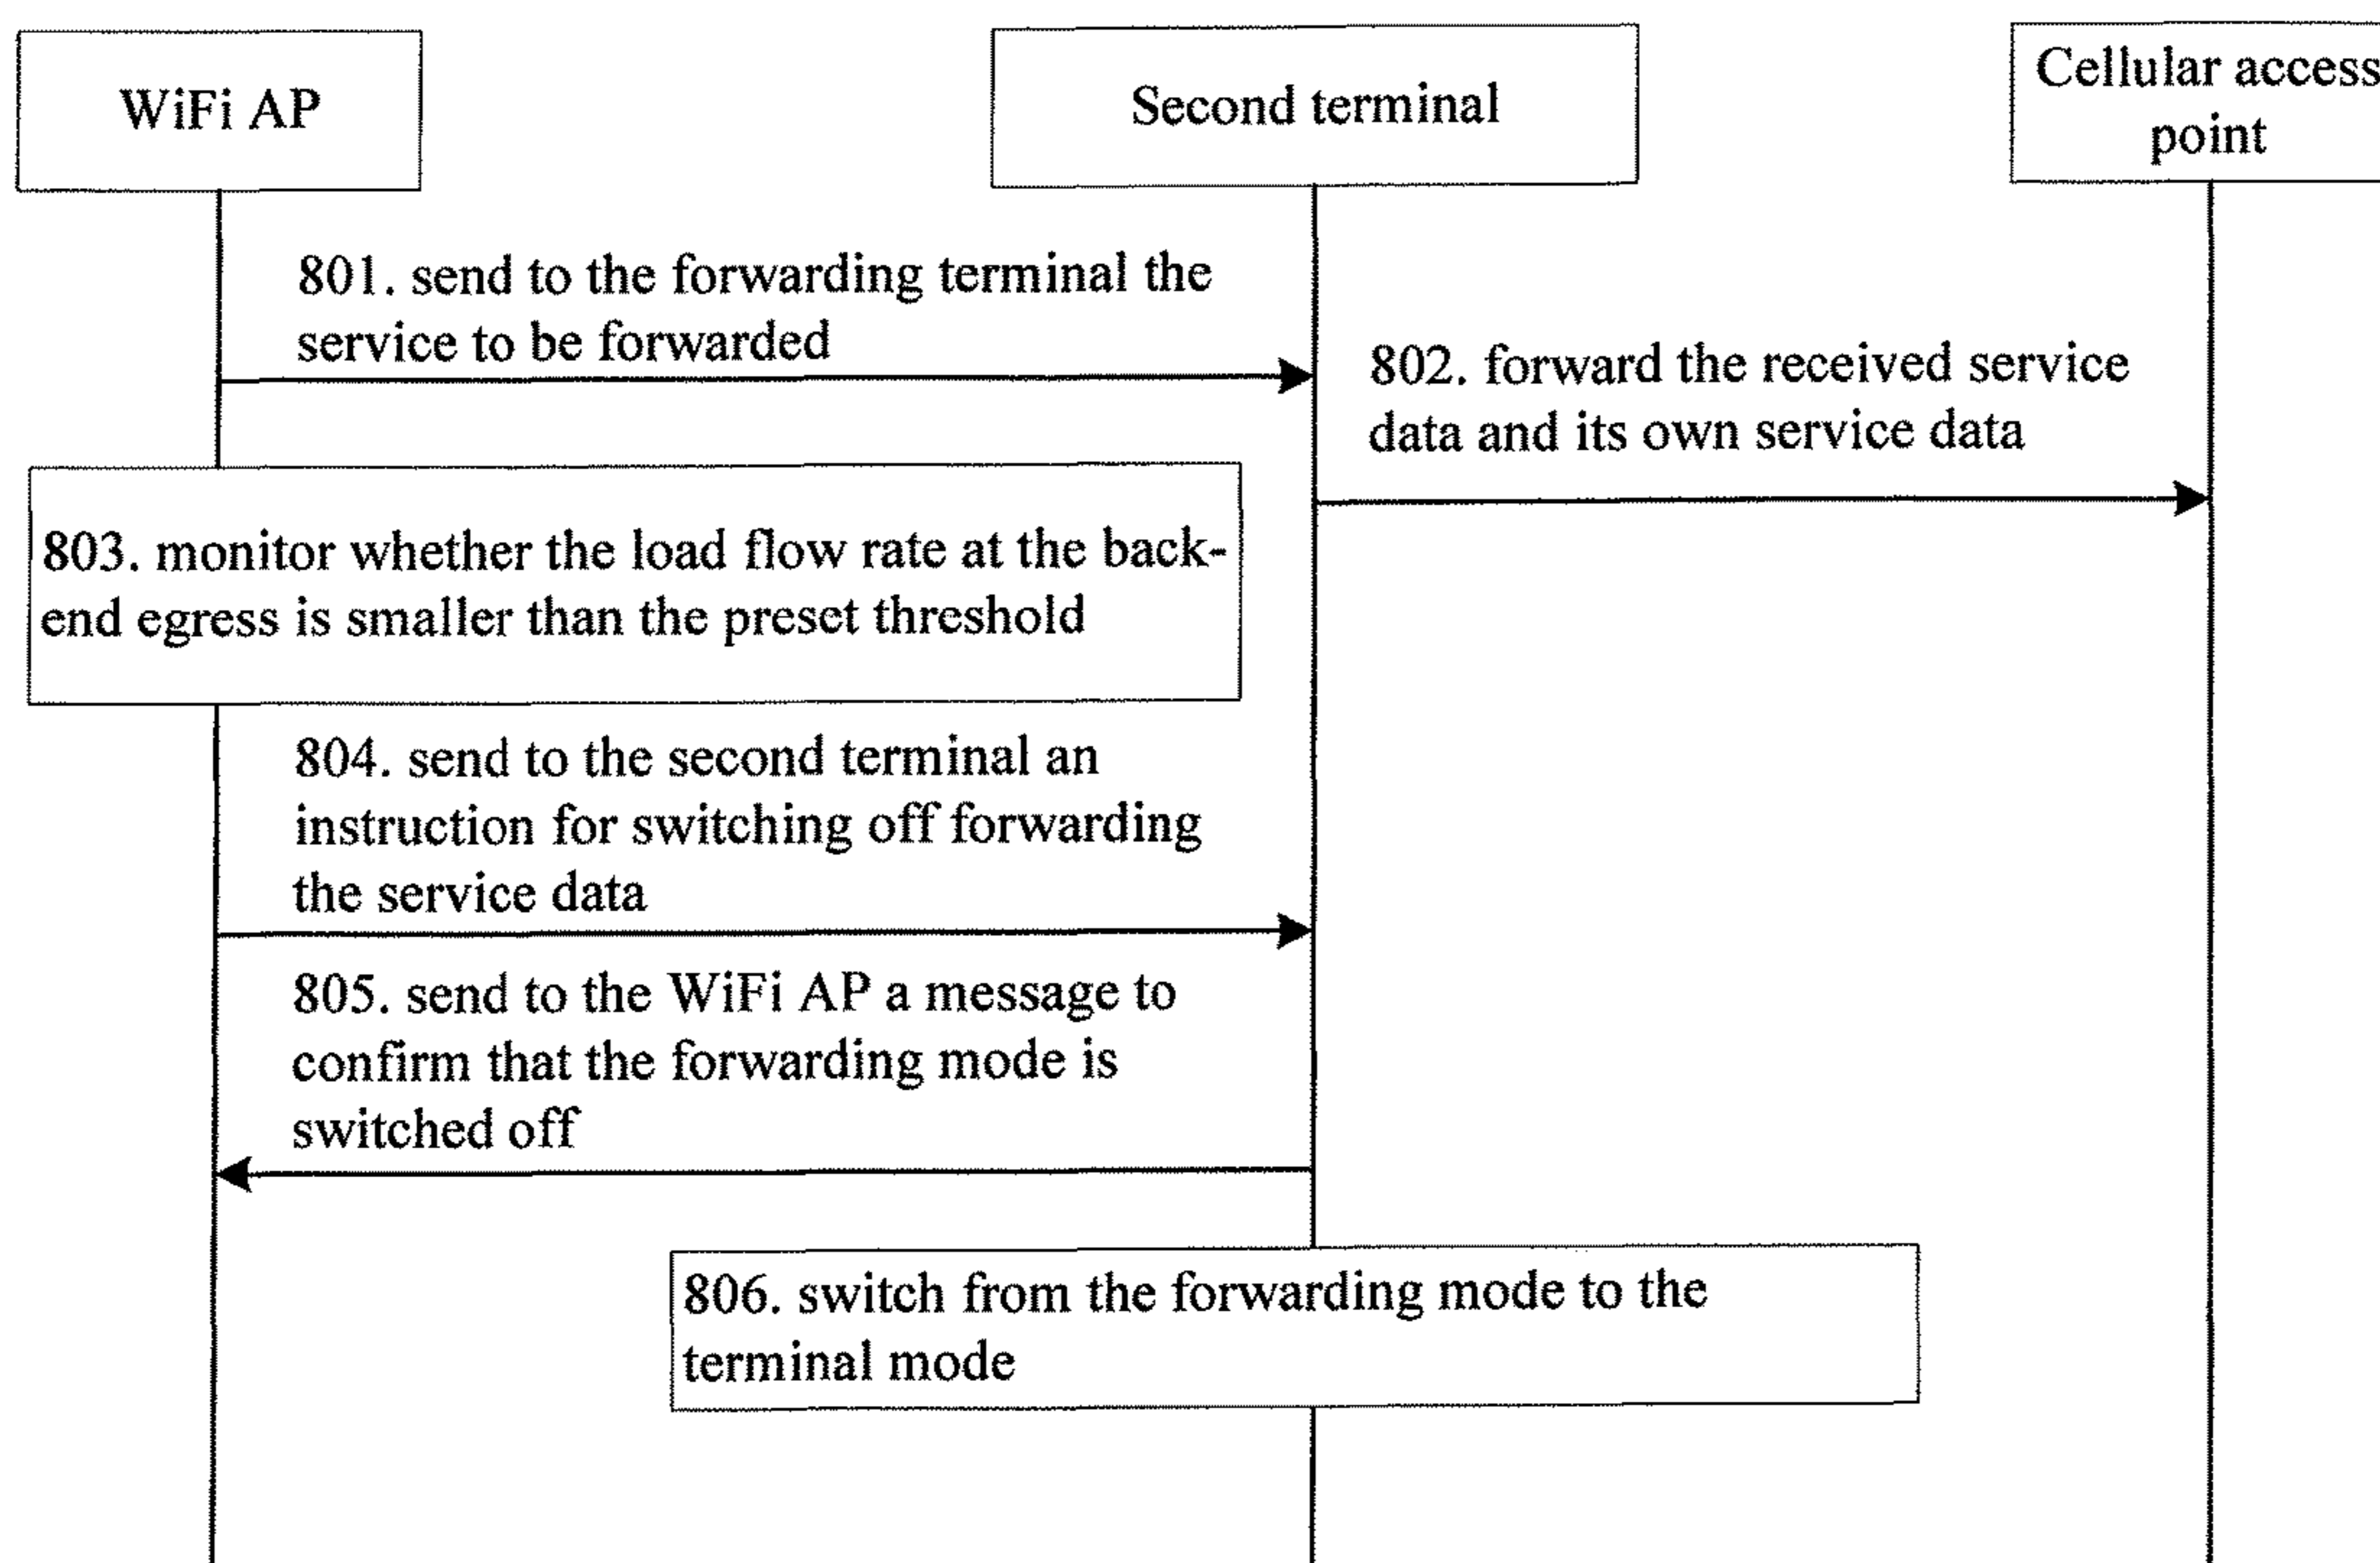 WiFi AP
Second terminal
Cellular access
point
801. send to the forwarding terminal the
service to be forwarded
802. forward the received service
data and its own service data
803. monitor whether the load flow rate at the back-
end egress is smaller than the preset threshold
804. send to the second terminal an
instruction for switching off forwarding
the service data
805. send to the WiFi AP a message to
confirm that the forwarding mode is
switched off
806. switch from the forwarding mode to the
terminal mode